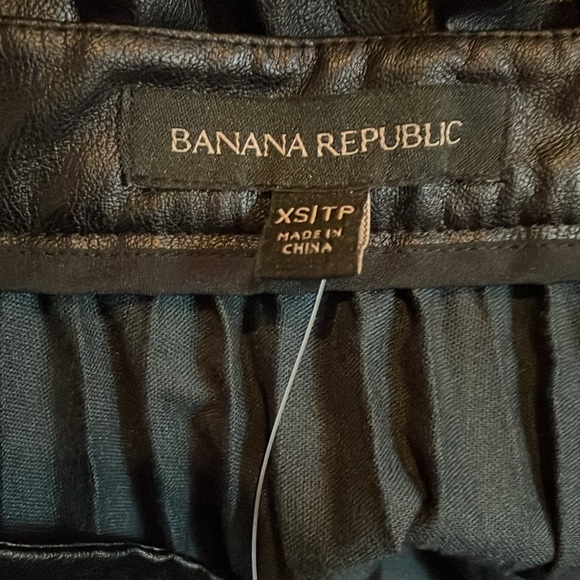 BANANA REPUBLIC
XS/TP
MADE IN
CHINA